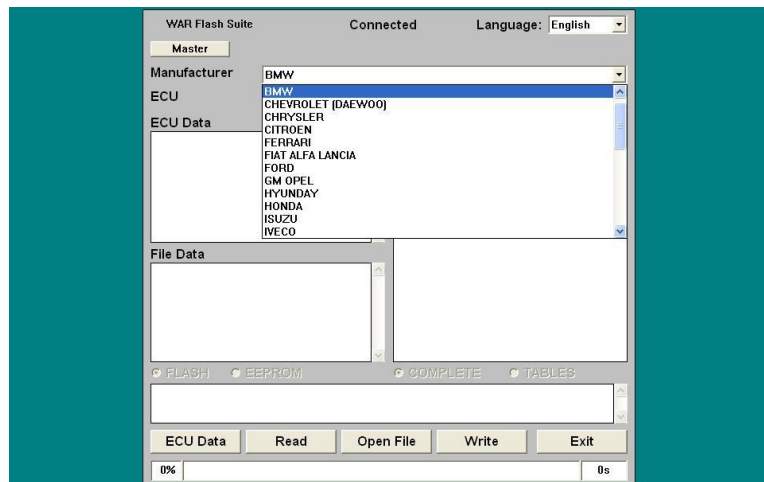 WAR Flash Suite Connected Language: English
Master
Manufacturer BMW
ECU BMW
CHEVROLET (DAEWOO)
CHRYSLER
ECU Data CITROEN
FERRARI
FIAT ALFA LANCIA
FORD
GM OPEL
HYUNDAY
HONDA
ISUZU
IVECO
File Data
FLASH EEPROM COMPLETE TABLES
ECU Data Read Open File Write Exit
0% 0s